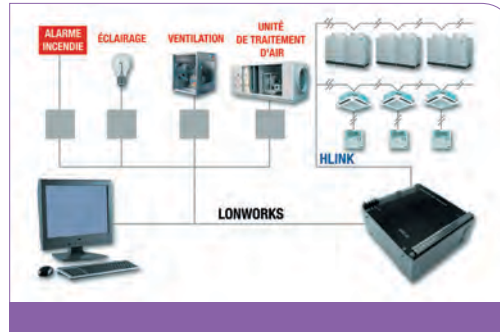 ALARME
INCENDIE
ÉCLAIRAGE
VENTILATION
UNITÉ
DE TRAITEMENT
D'AIR
HLINK
LONWORKS